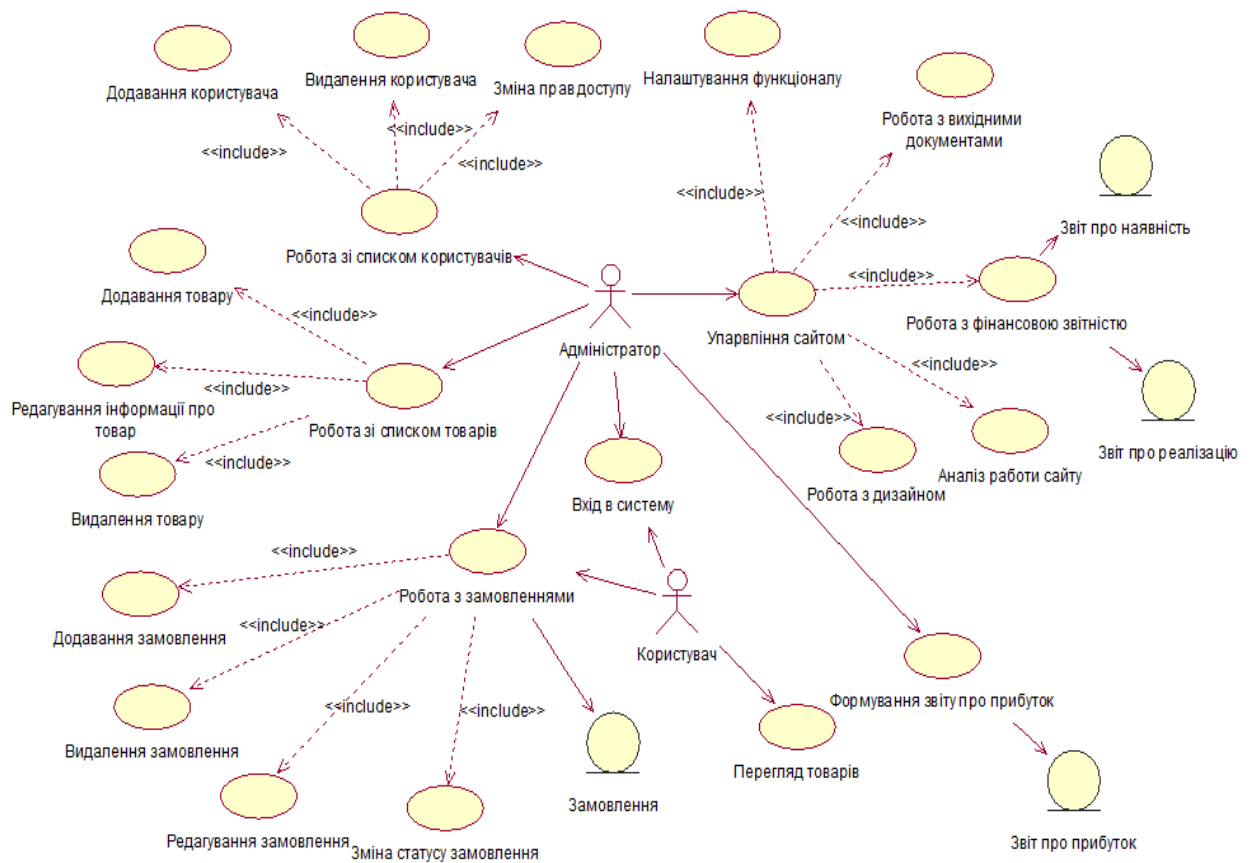 Додавання користувача
Видалення користувача
Зміна прав доступу
Налаштування функціоналу
Робота з вихідними
документами
<<include>>
<<include>>
<<include>>
<<include>>
<<include>>
<<include>>
Робота зі списком користувачів
Звіт про наявність
Додавання товару
<<include>>
Адміністратор
Упарвління сайтом
Робота з фінансовою звітністю
<<include>>
Редагування інформації про
товар
Робота зі списком товарів
<<include>>
<<include>>
Видалення товару
Вхід в систему
Робота з дизайном
Аналіз работи сайту
Звіт про реалізацію
<<include>>
Робота з замовленнями
Додавання замовлення
<<include>>
Користувач
Видалення замовлення
<<include>>
<<include>>
Формування звіту про прибуток
Перегляд товарів
Замовлення
Редагування замовлення
Зміна статусу замовлення
Звіт про прибуток